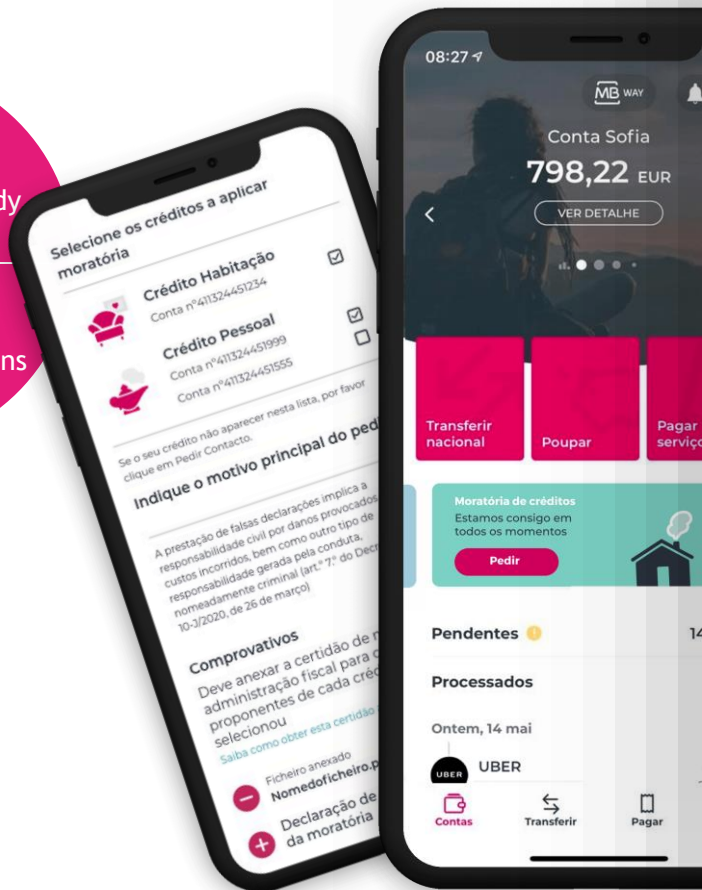 Selecione os créditos a aplicar
moratória
Crédito Habitação
Conta nº411324451234
Crédito Pessoal
Conta nº411324451999
Conta nº411324451555
Se o seu crédito não aparecer nesta lista, por favor
clique em Pedir Contacto.
Indique o motivo principal do
A prestação de falsas declarações implica a
responsabilidade civil por danos provocados,
custos incorridos, bem como outro tipo de
responsabilidade gerada pela conduta,
nomeadamente criminal (art.º 7.º do
10-J/2020, de 26 de março)
Comprovativos
Deve anexar a certidão de
administração fiscal para
proponentes de cada
selecionou
Saiba como obter esta certidão
Ficheiro anexado
Declaração de
da moratória
08:27
MB WAY
Conta Sofia
798,22 EUR
VER DETALHE
Transferir
nacional
Poupar
Pagar
Moratória de créditos
Estamos consigo em
todos os momentos
Pedir
Pendentes
Processados
Ontem, 14 mai
UBER
UBER
Contas
Transferir
Pagar